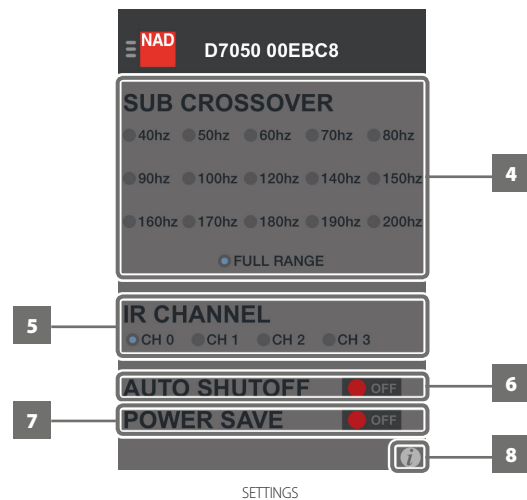 NAD
D7050 00EBC8
SUB CROSSOVER
40hz 50hz 60hz 70hz 80hz
90hz 100hz 120hz 140hz 150hz
160hz 170hz 180hz 190hz 200hz
FULL RANGE
4
IR CHANNEL
CH 0 CH 1 CH 2 CH 3
5
AUTO SHUTOFF OFF
6
POWER SAVE OFF
7
i
8
SETTINGS